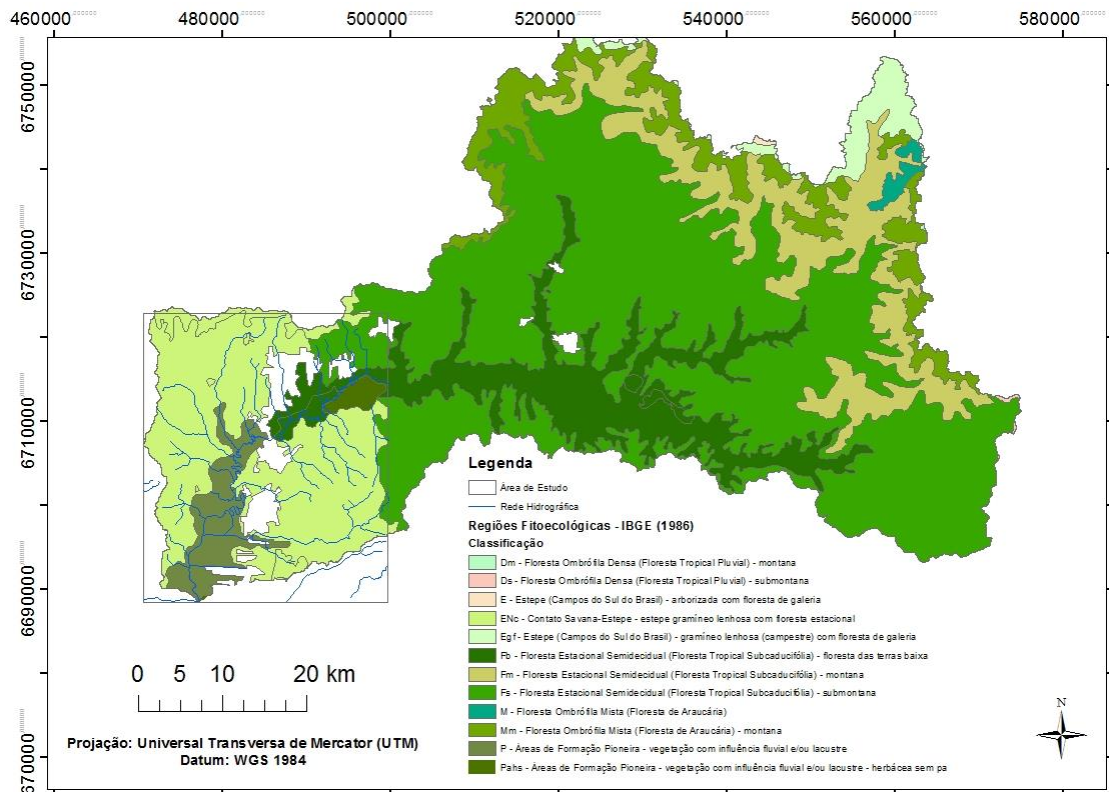 460000 480000 500000 520000 540000 560000 580000
6750000
6730000
6710000
6690000
6670000
Legenda
Área de Estudo
Rede Hidrográfica
Regiões Fitoecológicas - IBGE (1986)
Classificação
Dm - Floresta Ombrófila Densa (Floresta Tropical Pluvial) - montana
Ds - Floresta Ombrófila Densa (Floresta Tropical Pluvial) - submontana
E - Estepe (Campos do Sul do Brasil) - arborizada com floresta de galeria
ENc - Contato Savana-Estepe - estepe gramíneo lenhosa com floresta estacional
Egf - Estepe (Campos do Sul do Brasil) - gramíneo lenhosa (campestre) com floresta de galeria
Fb - Floresta Estacional Semidecidual (Floresta Tropical Subcaducifólia) - floresta das terras baixa
Fm - Floresta Estacional Semidecidual (Floresta Tropical Subcaducifólia) - montana
Fs - Floresta Estacional Semidecidual (Floresta Tropical Subcaducifólia) - submontana
M - Floresta Ombrófila Mista (Floresta de Araucária)
Mm - Floresta Ombrófila Mista (Floresta de Araucária) - montana
P - Áreas de Formação Pioneira - vegetação com influência fluvial e/ou lacustre
Pahs - Áreas de Formação Pioneira - vegetação com influência fluvial e/ou lacustre - herbácea sem pa
0 5 10 20 km
Projação: Universal Transversa de Mercator (UTM)
Datum: WGS 1984
N